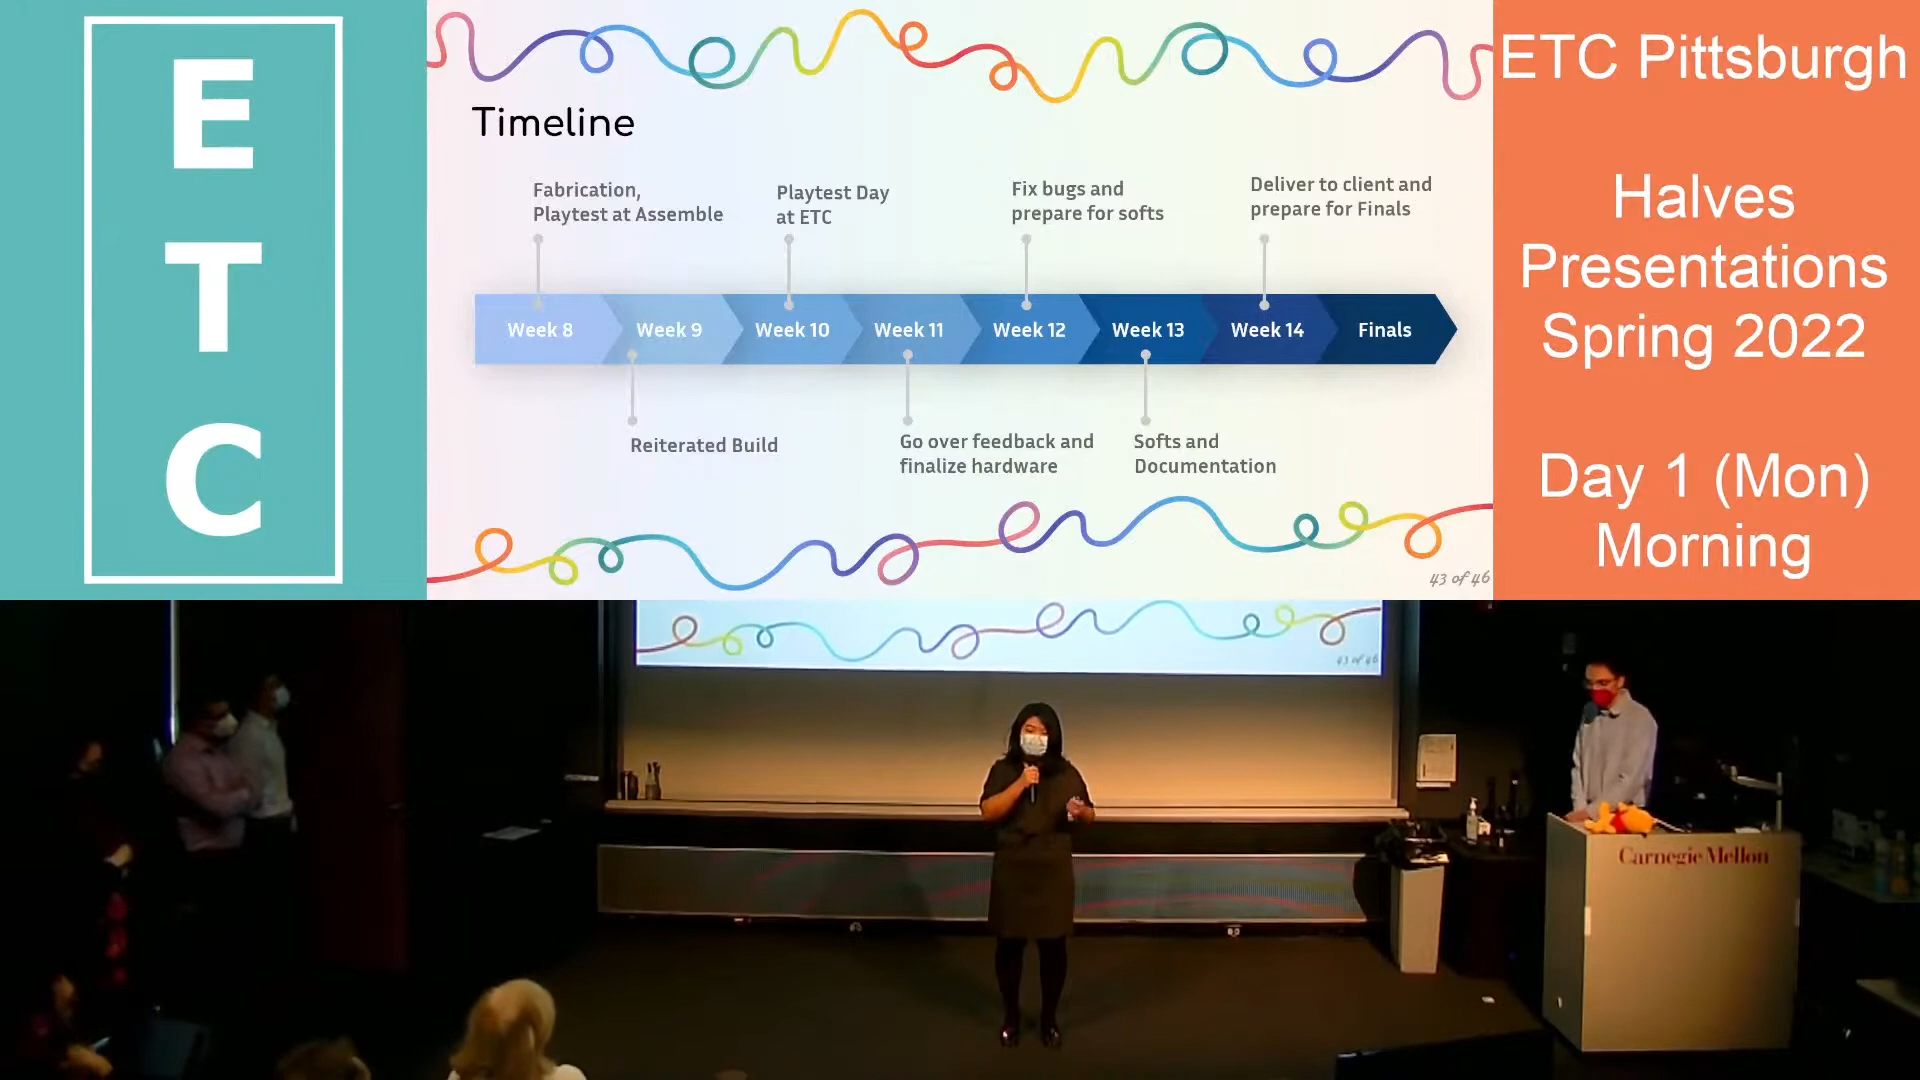 E
T
C
Timeline
Fabrication,
Playtest at Assemble
Playtest Day
at ETC
Fix bugs and
prepare for softs
Deliver to client and
prepare for Finals
Week 8
Week 9
Week 10
Week 11
Week 12
Week 13
Week 14
Finals
Reiterated Build
Go over feedback and
finalize hardware
Softs and
Documentation
43 of 46
ETC Pittsburgh
Halves
Presentations
Spring 2022
Day 1 (Mon)
Morning
43 of 46
Carnegie Mellon